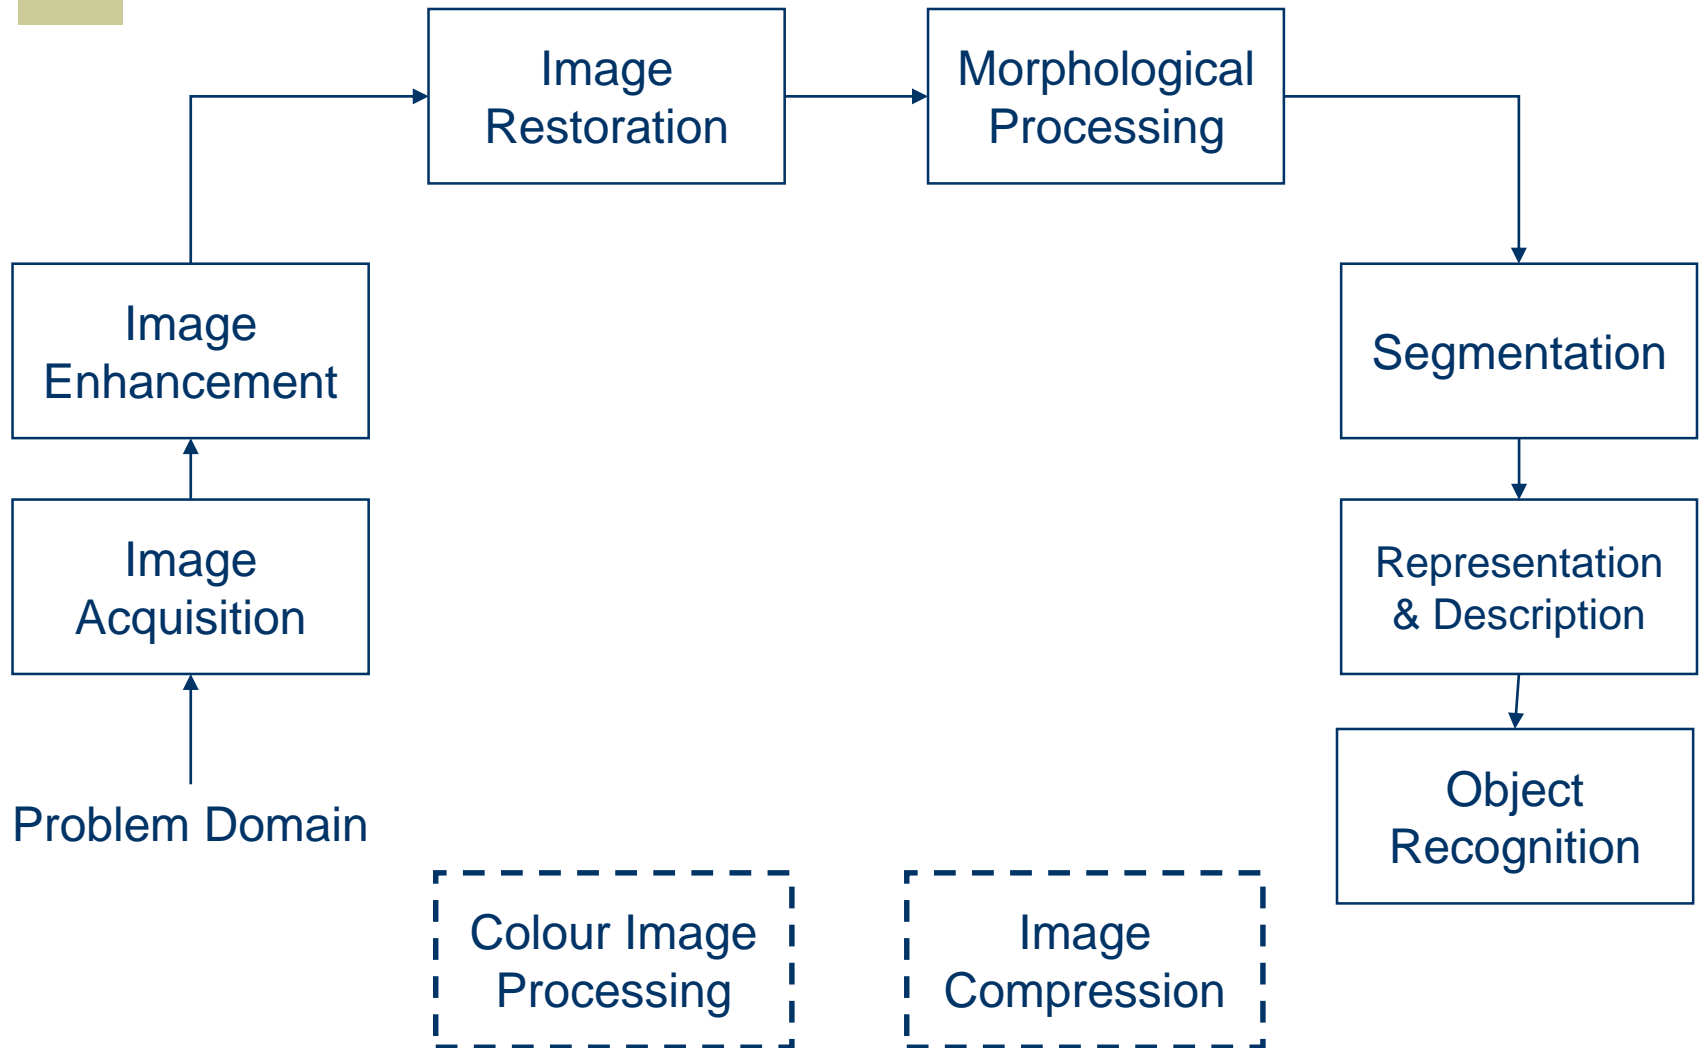 Image
Restoration
Morphological
Processing
Image
Enhancement
Segmentation
Image
Acquisition
Representation
& Description
Problem Domain
Object
Recognition
Colour Image
Processing
Image
Compression